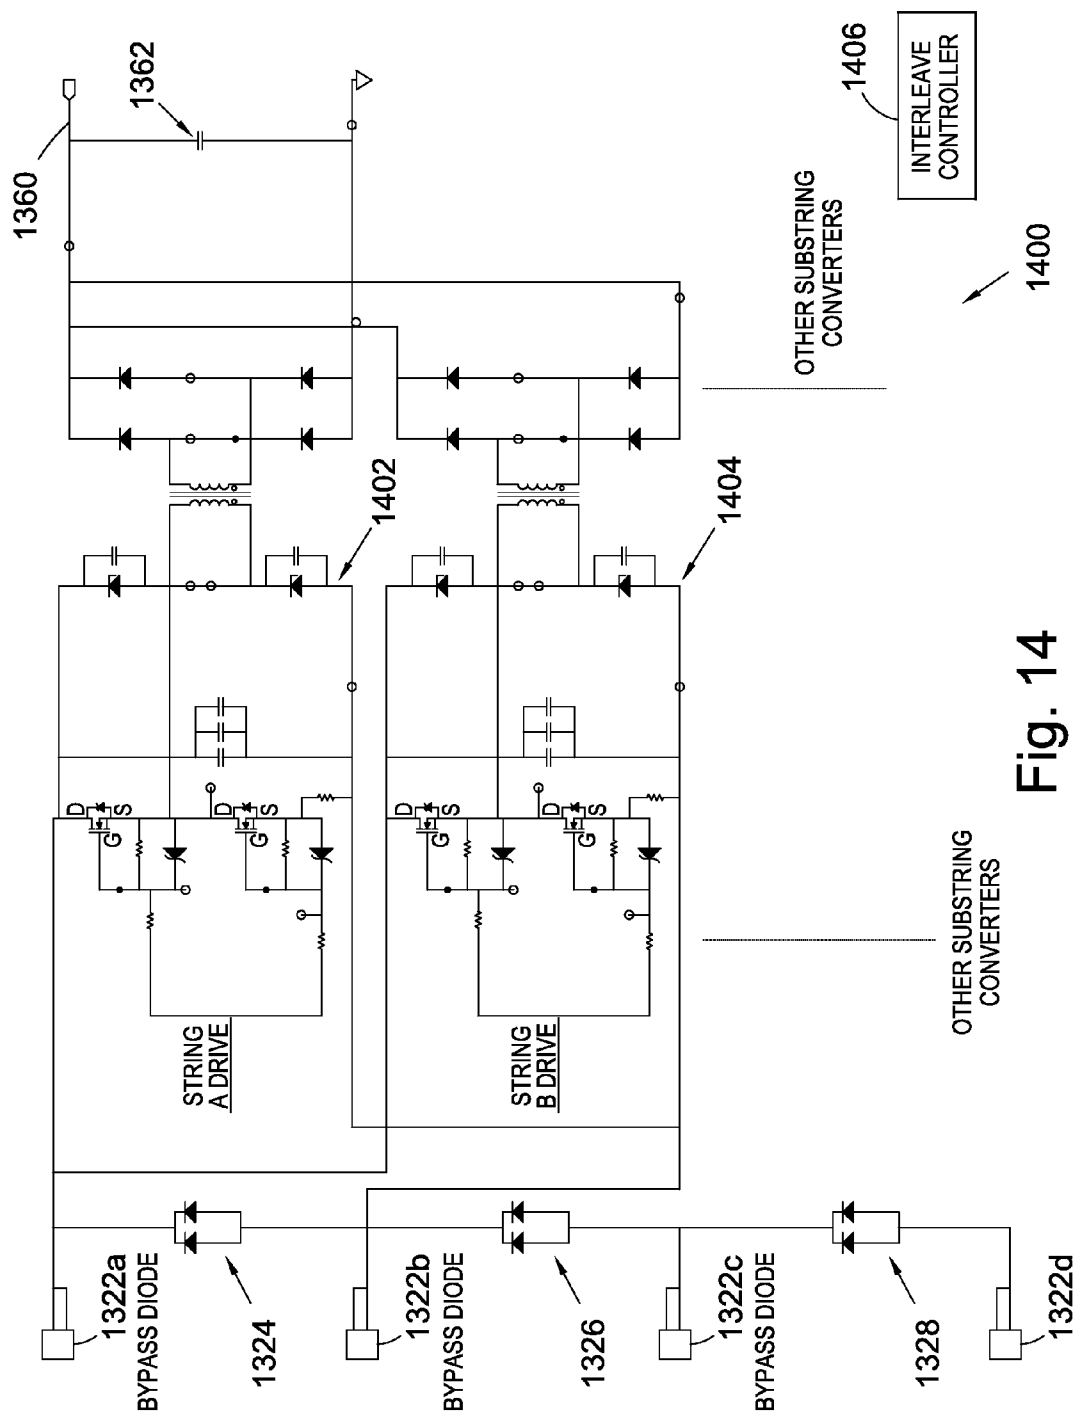 1360
1362
1406
INTERLEAVE
CONTROLLER
OTHER SUBSTRING
CONVERTERS
1400
1402
1404
D
G
S
D
G
S
D
G
S
D
G
S
STRING
A DRIVE
STRING
B DRIVE
OTHER SUBSTRING
CONVERTERS
1322a
BYPASS DIODE
1324
1322b
BYPASS DIODE
1326
1322c
BYPASS DIODE
1328
1322d
Fig. 14